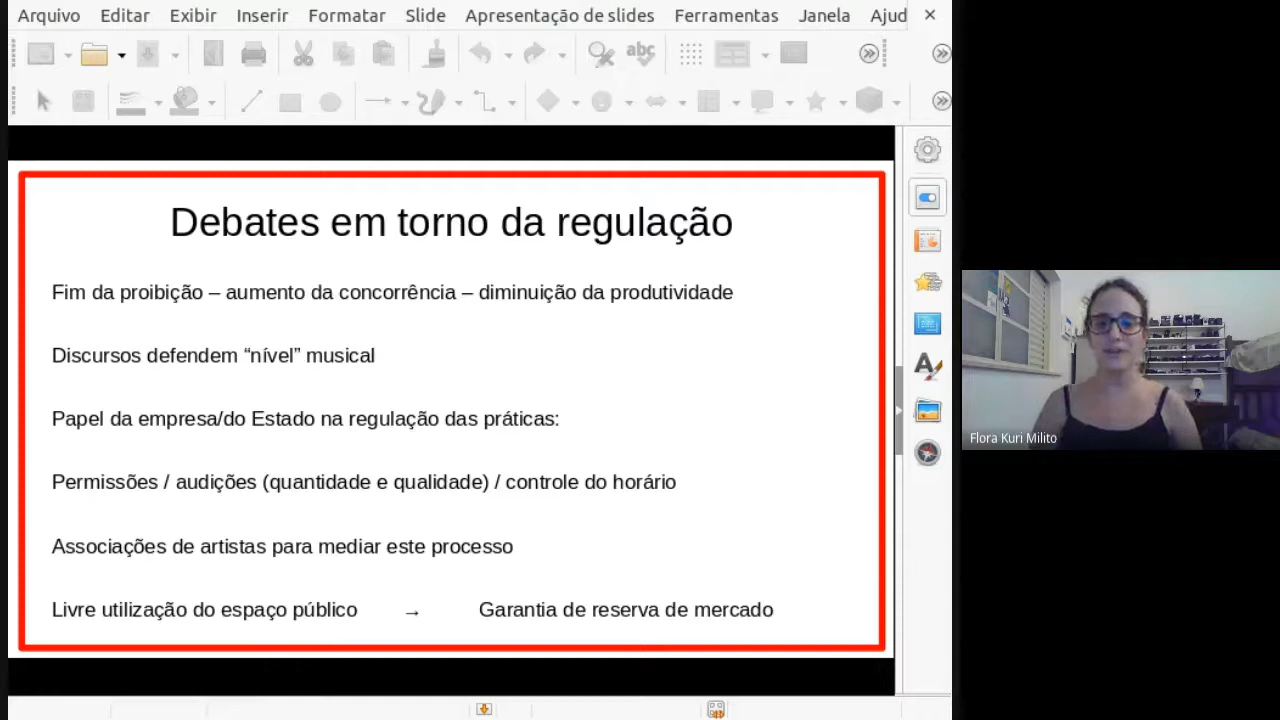 Arquivo Editar Exibir Inserir Formatar Slide Apresentação de slides Ferramentas Janela Ajud
abc
Debates em torno da regulação
Fim da proibição – aumento da concorrência – diminuição da produtividade
Discursos defendem “nível” musical
Papel da empresa/do Estado na regulação das práticas:
Permissões / audições (quantidade e qualidade) / controle do horário
Associações de artistas para mediar este processo
Livre utilização do espaço público → Garantia de reserva de mercado
Flora Kuri Milito